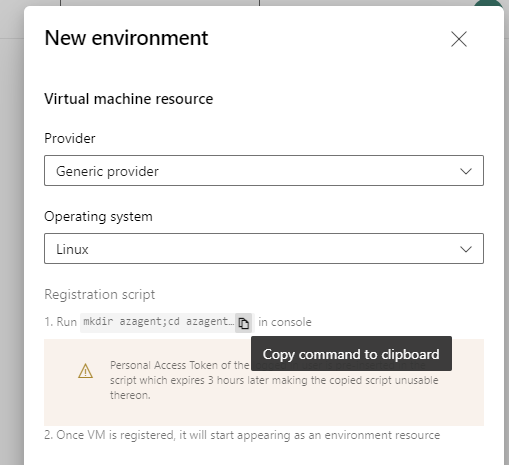 New environment
Virtual machine resource
Provider
Generic provider
Operating system
Linux
Registration script
1. Run mkdir azagent;cd azagent… in console
Copy command to clipboard
Personal Access Token of the
script which expires 3 hours later making the copied script unusable
thereon.
2. Once VM is registered, it will start appearing as an environment resource